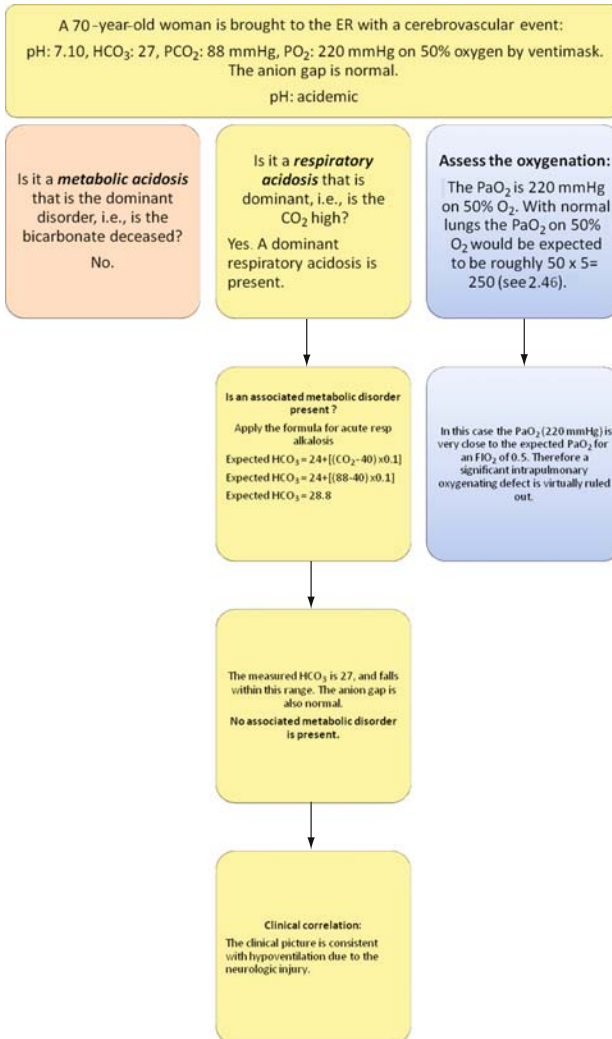 A 70-year-old woman is brought to the ER with a cerebrovascular event:
pH: 7.10, HCO₃: 27, PCO₂: 88 mmHg, PO₂: 220 mmHg on 50% oxygen by ventimask.
The anion gap is normal.
pH: acidemic
Is it a metabolic acidosis
that is the dominant
disorder, i.e., is the
bicarbonate deceased?
No.
Is it a respiratory
acidosis that is
dominant, i.e., is the
CO₂ high?
Yes. A dominant
respiratory acidosis is
present.
Assess the oxygenation:
The PaO₂ is 220 mmHg
on 50% O₂. With normal
lungs the PaO₂ on 50%
O₂ would be expected
to be roughly 50 x 5=
250 (see 2.46).
Is an associated metabolic disorder
present ?
Apply the formula for acute resp
alkalosis
Expected HCO₃ = 24+[(CO₂-40) x0.1]
Expected HCO₃ = 24+[(88-40) x0.1]
Expected HCO₃ = 28.8
In this case the PaO₂ (220 mmHg) is
very close to the expected PaO₂ for
an FIO₂ of 0.5. Therefore a
significant intrapulmonary
oxygenating defect is virtually ruled
out.
The measured HCO₃ is 27, and falls
within this range. The anion gap is
also normal.
No associated metabolic disorder
is present.
Clinical correlation:
The clinical picture is consistent
with hypoventilation due to the
neurologic injury.